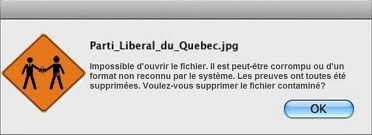 Parti_Liberal_du_Quebec.jpg
Impossible d'ouvrir le fichier. Il est peut-être corrompu ou d'un
format non reconnu par le système. Les preuves ont toutes été
supprimées. Voulez-vous supprimer le fichier contaminé?
OK